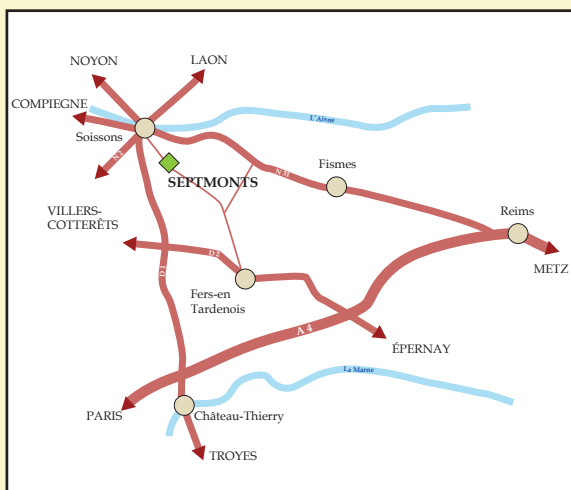 NOYON
LAON
COMPIEGNE
L'Aisne
Soissons
N 2
Fismes
N 31
SEPTMONTS
VILLERS-
COTTERÊTS
Reims
D 2
METZ
D 1
Fers-en
Tardenois
A 4
ÉPERNAY
La Marne
PARIS
Château-Thierry
TROYES